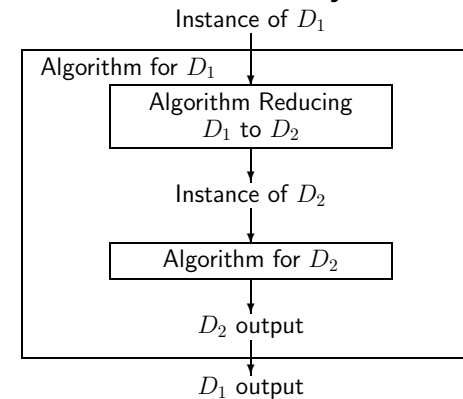 Instance of D₁
Algorithm for D₁
Algorithm Reducing
D₁ to D₂
Instance of D₂
Algorithm for D₂
D₂ output
D₁ output